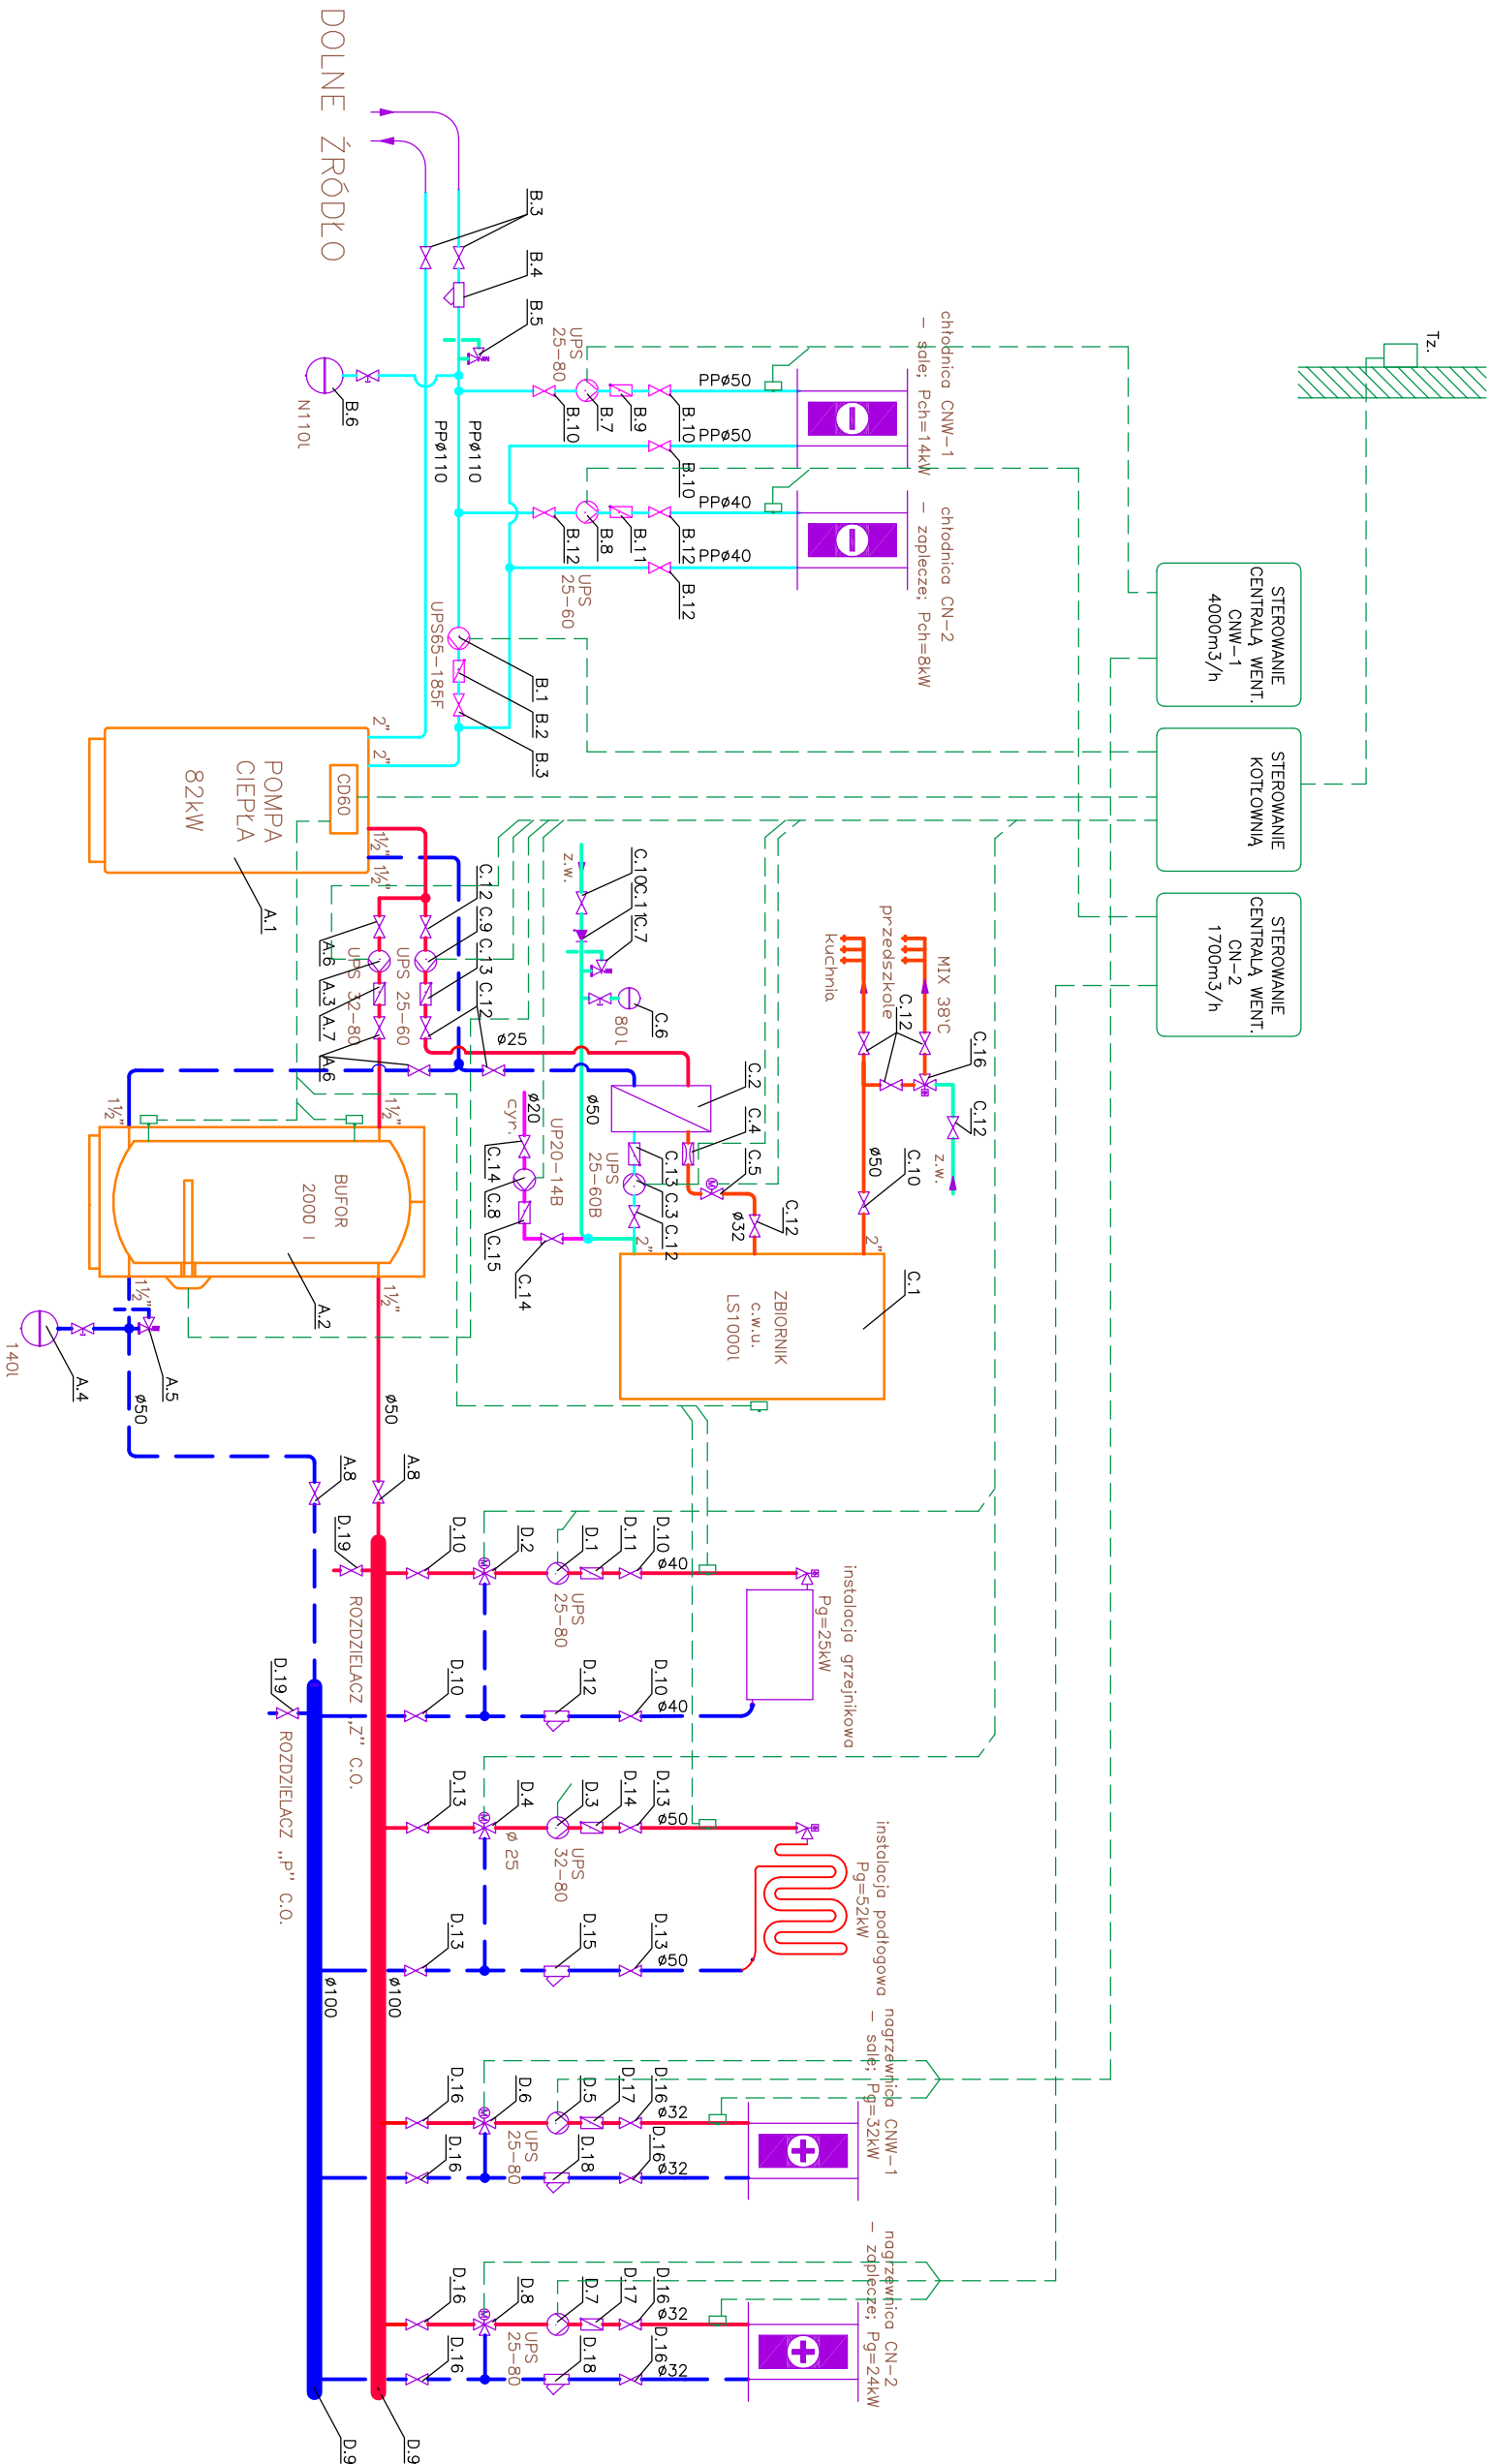 Tz.
STEROWANIE
CENTRALĄ WENT.
CNW-1
4000m3/h
STEROWANIE
KOTŁOWNIĄ
STEROWANIE
CENTRALĄ WENT.
CN-2
1700m3/h
DOLNE ŹRÓDŁO
B.3
B.4
B.5
B.6
N110l
PPø110
PPø110
chłodnica CNW-1
- sale; Pch=14kW
PPø50
PPø50
UPS
25-80
B.10
B.7
B.9
B.10
B.10
chłodnica CN-2
- zaplecze; Pch=8kW
PPø40
PPø40
B.12
B.8
B.11
B.12
B.12
UPS
25-60
UPS65-185F
B.1
B.2
B.3
2"
2"
1½"
1½"
CD60
POMPA
CIEPŁA
82kW
A.1
C.12
C.9
C.13
C.12
UPS 25-60
A.6
A.3
A.7
A.6
UPS 32-80
z.w.
C.10
C.11
C.7
C.6
80l
ø25
ø50
ø20
cyr.
C.14
C.8
C.15
C.14
UP20-14B
C.2
C.4
C.5
C.13
C.3
C.12
UPS
25-60B
ø32
C.12
kuchnia
przedszkole
MIX 38'C
C.12
C.16
C.12
z.w.
ø50
C.10
2"
2"
C.1
ZBIORNIK
c.w.u.
LS1000l
1½"
1½"
BUFOR
2000 l
A.2
1½"
1½"
A.5
A.4
140l
ø50
ø50
A.8
A.8
D.19
D.19
ROZDZIELACZ „Z" C.O.
ROZDZIELACZ „P" C.O.
D.10
D.2
D.1
D.11
D.10
ø40
UPS
25-80
instalacja grzejnikowa
Pg=25kW
D.10
D.12
D.10
ø40
D.13
D.4
D.3
D.14
D.13
ø50
ø 25
UPS
32-80
instalacja podłogowa
Pg=52kW
D.13
D.15
D.13
ø50
ø100
ø100
nagrzewnica CNW-1
- sale; Pg=32kW
D.16
D.6
D.5
D.17
D.16
ø32
UPS
25-80
D.16
D.18
D.16
ø32
nagrzewnica CN-2
- zaplecze; Pg=24kW
D.16
D.8
D.7
D.17
D.16
ø32
UPS
25-80
D.16
D.18
D.16
ø32
D.9
D.9